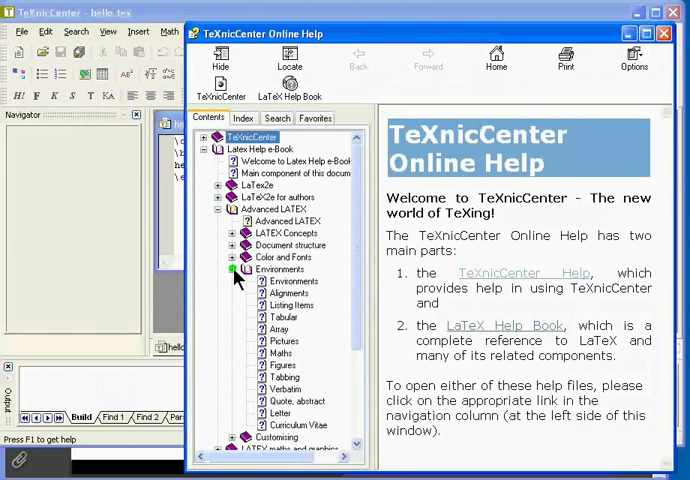 TeXnicCenter - hello.tex
File Edit Search View Insert Math
Navigator
Output
Build Find 1 Find 2
Press F1 to get help
TeXnicCenter Online Help
Hide Locate Back Forward Home Print Options
TeXnicCenter LaTeX Help Book
Contents Index Search Favorites
TeXnicCenter
Latex Help e-Book
Welcome to Latex Help e-Book
Main component of this docum
LaTex2e
LaTeX2e for authors
Advanced LATEX
Advanced LATEX
LATEX Concepts
Document structure
Color and Fonts
Environments
Environments
Alignments
Listing Items
Tabular
Array
Pictures
Maths
Figures
Tabbing
Verbatim
Quote, abstract
Letter
Curriculum Vitae
Customising
LATEX maths and graphics
TeXnicCenter
Online Help
Welcome to TeXnicCenter - The new
world of TeXing!
The TeXnicCenter Online Help has two
main parts:
1. the TeXnicCenter Help, which
provides help in using TeXnicCenter
and
2. the LaTeX Help Book, which is a
complete reference to LaTeX and
many of its related components.
To open either of these help files, please
click on the appropriate link in the
navigation column (at the left side of this
window).